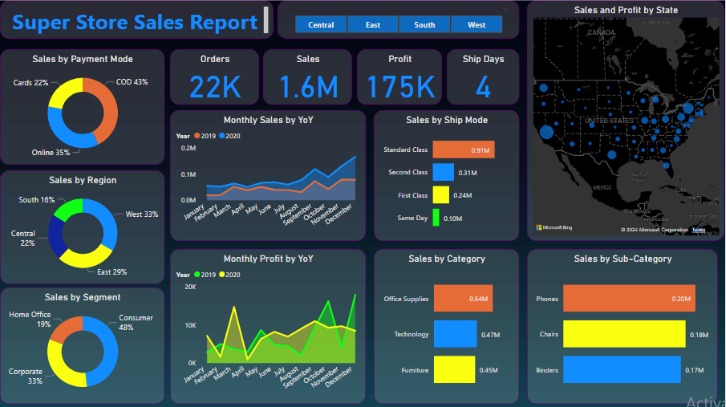 Super Store Sales Report
Central
East
South
West
Sales and Profit by State
CANADA
UNITED STATES
MEXICO
Microsoft Bing
© 2024 Microsoft Corporation Terms
Sales by Payment Mode
Cards 22%
COD 43%
Online 35%
Orders
22K
Sales
1.6M
Profit
175K
Ship Days
4
Monthly Sales by YoY
Year 2019 2020
0.2M
0.1M
0.0M
January
February
March
April
May
June
July
August
September
October
November
December
Sales by Ship Mode
Standard Class 0.91M
Second Class 0.31M
First Class 0.24M
Same Day 0.10M
Sales by Region
South 16%
West 33%
Central
22%
East 29%
Monthly Profit by YoY
Year 2019 2020
20K
10K
0K
January
February
March
April
May
June
July
August
September
October
November
December
Sales by Category
Office Supplies 0.64M
Technology 0.47M
Furniture 0.45M
Sales by Sub-Category
Phones 0.20M
Chairs 0.18M
Binders 0.17M
Sales by Segment
Home Office
19%
Consumer
48%
Corporate
33%
Activa